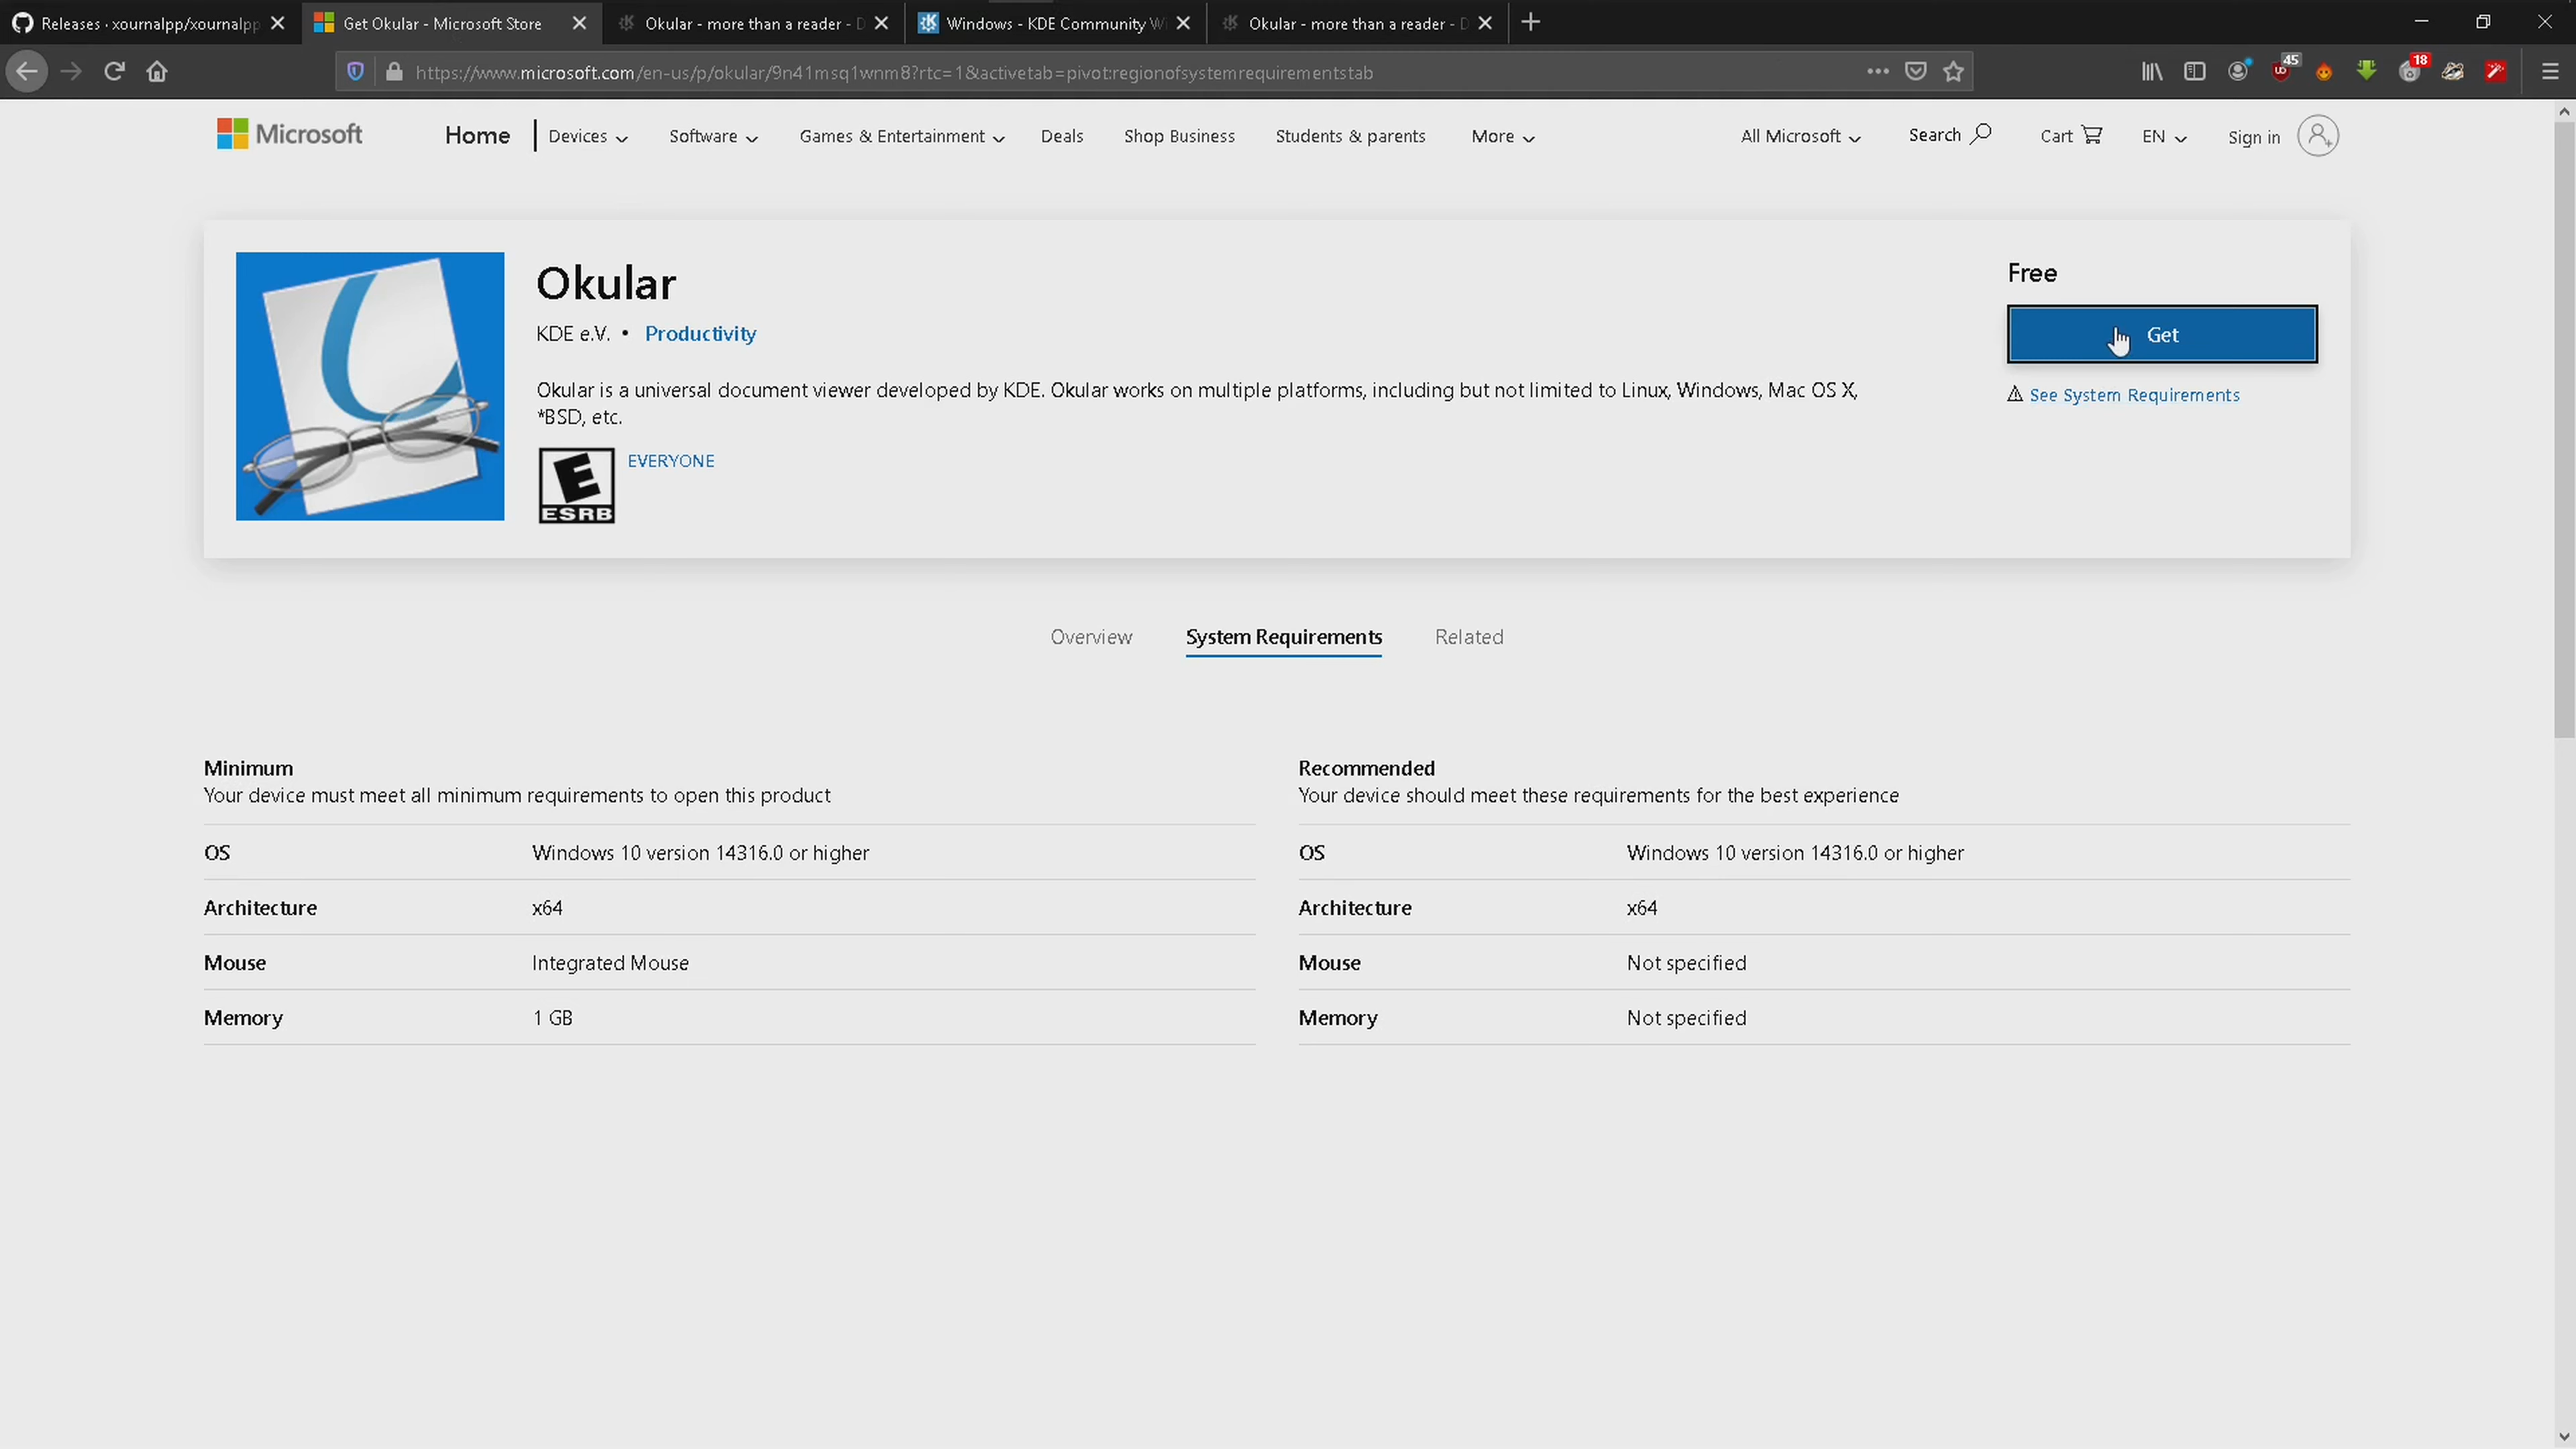 Releases · xournalpp/xournalpp
Get Okular - Microsoft Store
Okular - more than a reader - D
Windows - KDE Community W
Okular - more than a reader - D
https://www.microsoft.com/en-us/p/okular/9n41msq1wnm8?rtc=1&activetab=pivot:regionofsystemrequirementstab
45
18
Microsoft
Home
Devices
Software
Games & Entertainment
Deals
Shop Business
Students & parents
More
All Microsoft
Search
Cart
EN
Sign in
Okular
KDE e.V. • Productivity
Okular is a universal document viewer developed by KDE. Okular works on multiple platforms, including but not limited to Linux, Windows, Mac OS X,
*BSD, etc.
E
ESRB
EVERYONE
Free
Get
See System Requirements
Overview
System Requirements
Related
Minimum
Your device must meet all minimum requirements to open this product
OS Windows 10 version 14316.0 or higher
Architecture x64
Mouse Integrated Mouse
Memory 1 GB
Recommended
Your device should meet these requirements for the best experience
OS Windows 10 version 14316.0 or higher
Architecture x64
Mouse Not specified
Memory Not specified